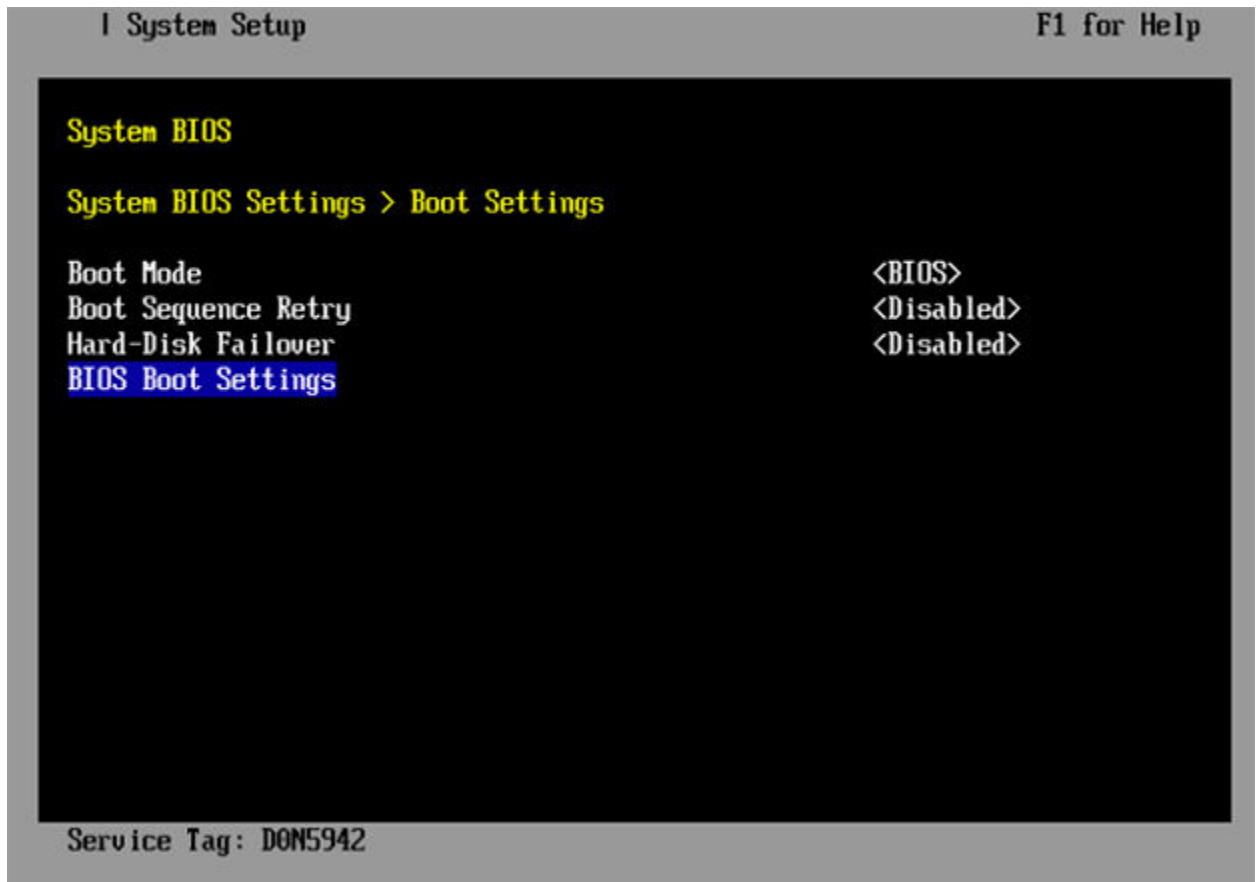 | System Setup F1 for Help
System BIOS
System BIOS Settings > Boot Settings
Boot Mode <BIOS>
Boot Sequence Retry <Disabled>
Hard-Disk Failover <Disabled>
BIOS Boot Settings
Service Tag: D0N5942